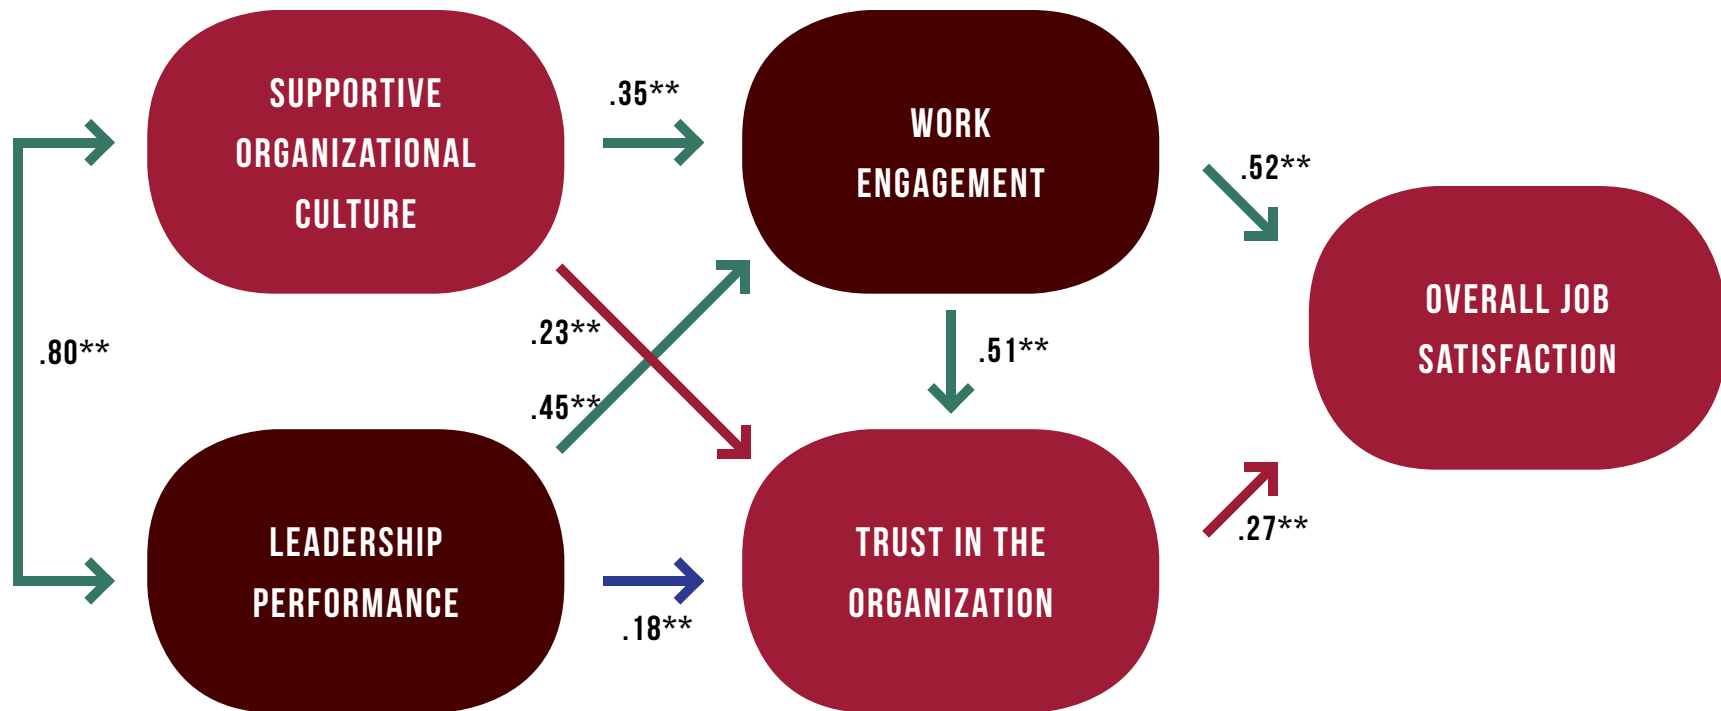 SUPPORTIVE
ORGANIZATIONAL
CULTURE
.35**
WORK
ENGAGEMENT
.52**
OVERALL JOB
SATISFACTION
.80**
.23**
.45**
.51**
LEADERSHIP
PERFORMANCE
.18**
TRUST IN THE
ORGANIZATION
.27**